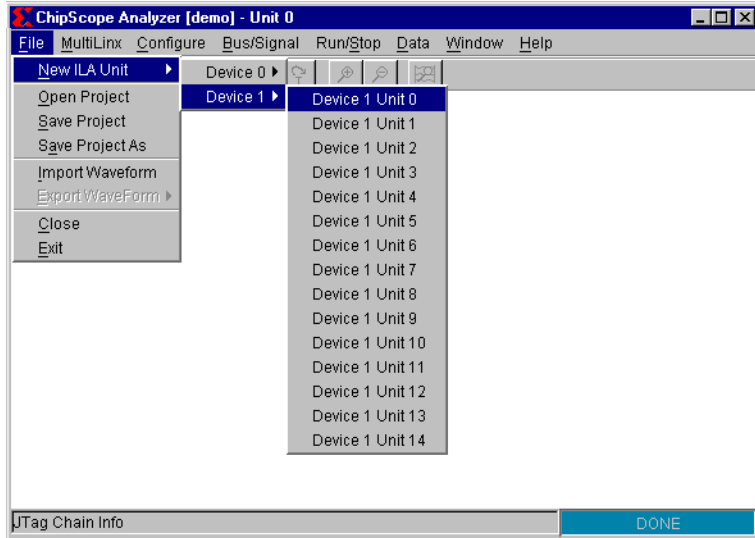 ChipScope Analyzer [demo] - Unit 0
File MultiLinx Configure Bus/Signal Run/Stop Data Window Help
New ILA Unit
Open Project
Save Project
Save Project As
Import Waveform
Export WaveForm
Close
Exit
Device 0
Device 1
Device 1 Unit 0
Device 1 Unit 1
Device 1 Unit 2
Device 1 Unit 3
Device 1 Unit 4
Device 1 Unit 5
Device 1 Unit 6
Device 1 Unit 7
Device 1 Unit 8
Device 1 Unit 9
Device 1 Unit 10
Device 1 Unit 11
Device 1 Unit 12
Device 1 Unit 13
Device 1 Unit 14
JTag Chain Info
DONE